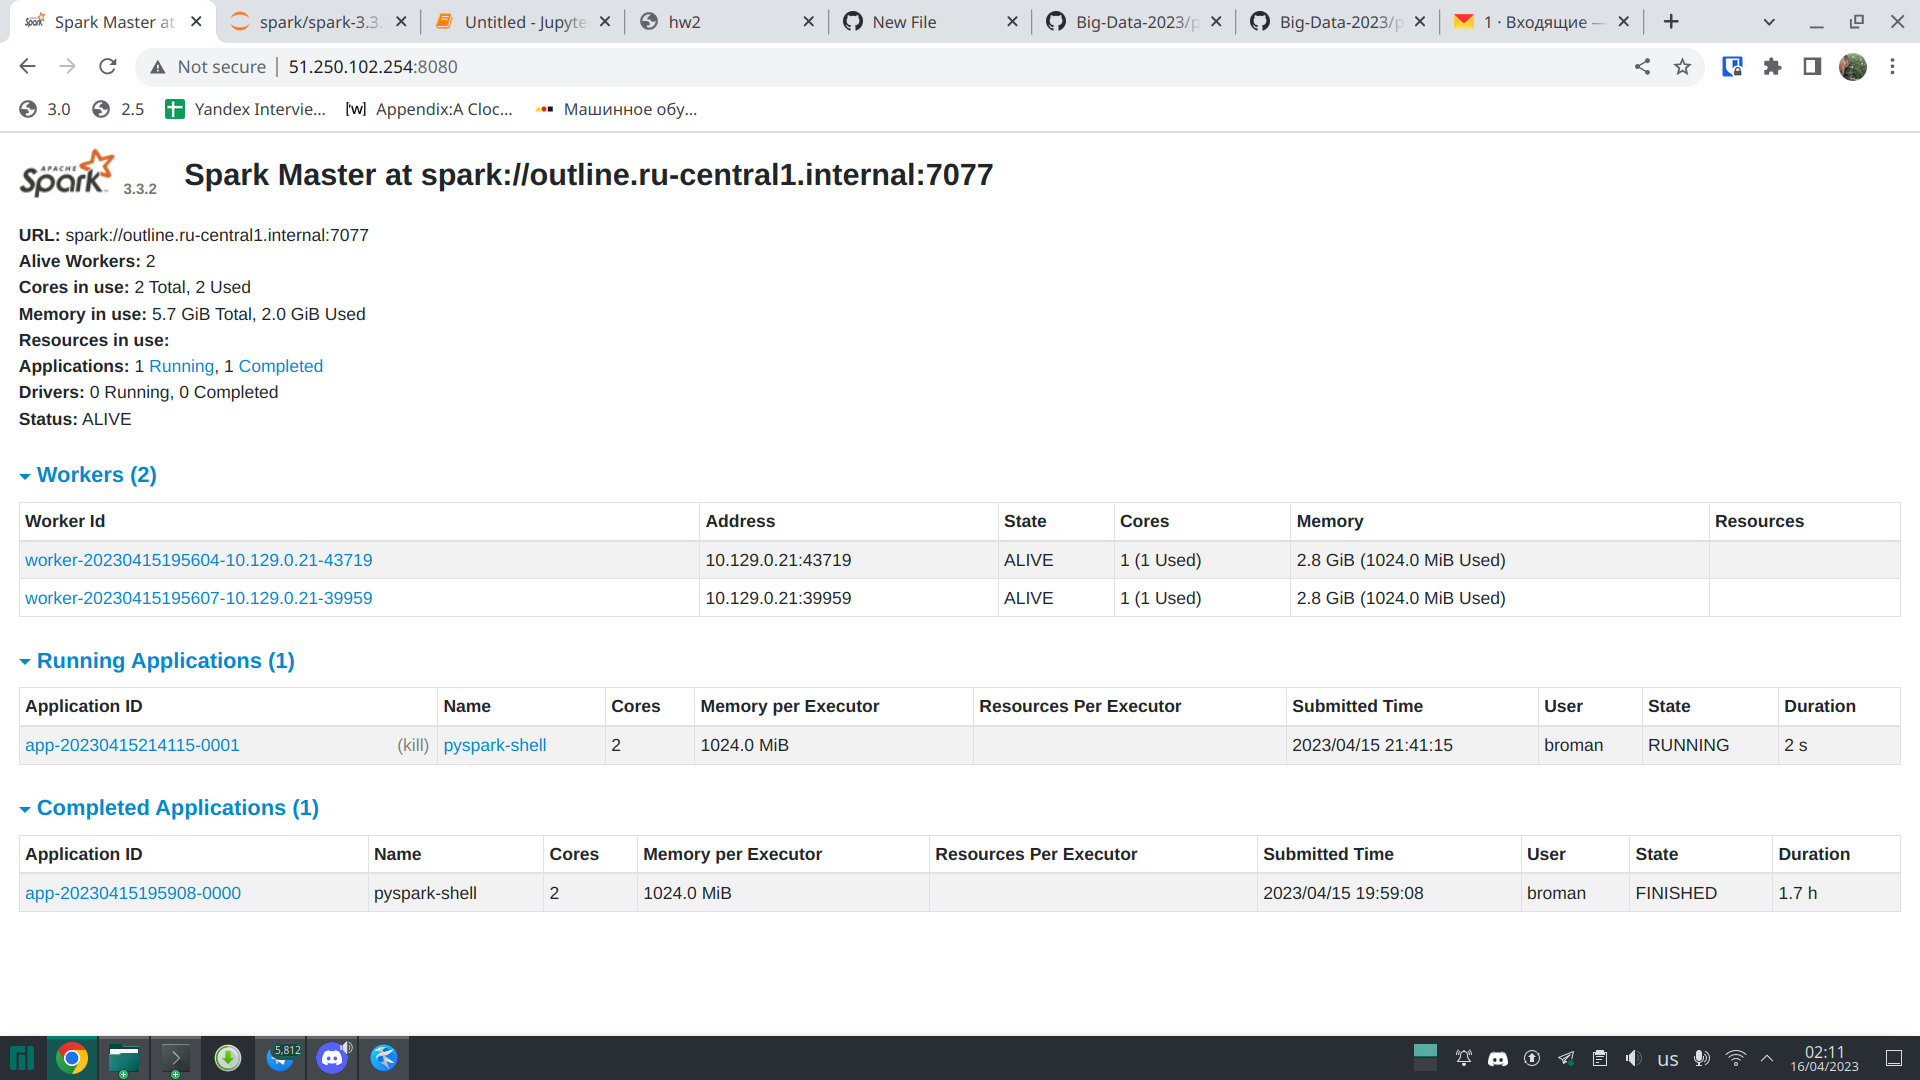 Spark Master at
spark/spark-3.3.
Untitled - Jupyte
hw2
New File
Big-Data-2023/p
Big-Data-2023/p
1 · Входящие —
Not secure | 51.250.102.254:8080
3.0
2.5
Yandex Intervie...
['w] Appendix:A Cloc...
Машинное обу...
APACHE Spark 3.3.2
Spark Master at spark://outline.ru-central1.internal:7077
URL: spark://outline.ru-central1.internal:7077
Alive Workers: 2
Cores in use: 2 Total, 2 Used
Memory in use: 5.7 GiB Total, 2.0 GiB Used
Resources in use:
Applications: 1 Running, 1 Completed
Drivers: 0 Running, 0 Completed
Status: ALIVE
Workers (2)
Worker Id Address State Cores Memory Resources
worker-20230415195604-10.129.0.21-43719 10.129.0.21:43719 ALIVE 1 (1 Used) 2.8 GiB (1024.0 MiB Used)
worker-20230415195607-10.129.0.21-39959 10.129.0.21:39959 ALIVE 1 (1 Used) 2.8 GiB (1024.0 MiB Used)
Running Applications (1)
Application ID Name Cores Memory per Executor Resources Per Executor Submitted Time User State Duration
app-20230415214115-0001 (kill) pyspark-shell 2 1024.0 MiB 2023/04/15 21:41:15 broman RUNNING 2 s
Completed Applications (1)
Application ID Name Cores Memory per Executor Resources Per Executor Submitted Time User State Duration
app-20230415195908-0000 pyspark-shell 2 1024.0 MiB 2023/04/15 19:59:08 broman FINISHED 1.7 h
5,812
us
02:11
16/04/2023